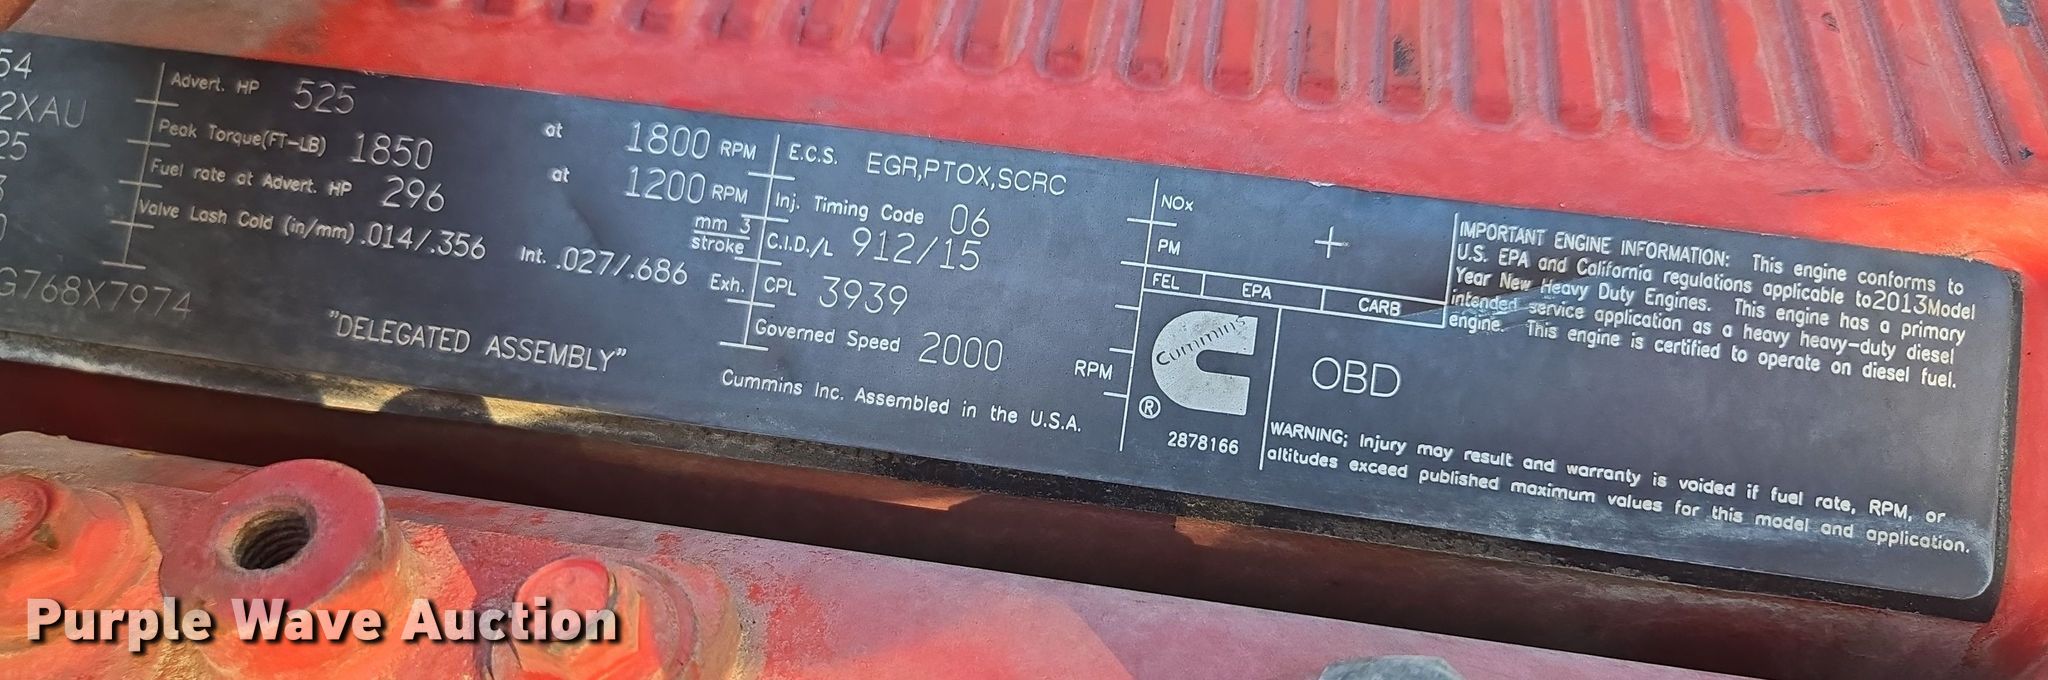 54
2XAU
25
G768X7974
Advert. HP 525 at 1800 RPM
Peak Torque(FT-LB) 1850 at 1200 RPM
Fuel rate at Advert. HP 296 mm 3
stroke
Valve Lash Cold (in/mm) .014/.356 Int. .027/.686 Exh.
"DELEGATED ASSEMBLY"
E.C.S. EGR,PTOX,SCRC
Inj. Timing Code 06
C.I.D./L 912/15
CPL 3939
Governed Speed 2000 RPM
Cummins Inc. Assembled in the U.S.A.
NOx
PM
FEL EPA CARB
Cummins
®
2878166
OBD
IMPORTANT ENGINE INFORMATION: This engine conforms to
U.S. EPA and California regulations applicable to2013Model
Year New Heavy Duty Engines. This engine has a primary
intended service application as a heavy heavy-duty diesel
engine. This engine is certified to operate on diesel fuel.
WARNING; Injury may result and warranty is voided if fuel rate, RPM, or
altitudes exceed published maximum values for this model and application.
Purple Wave Auction